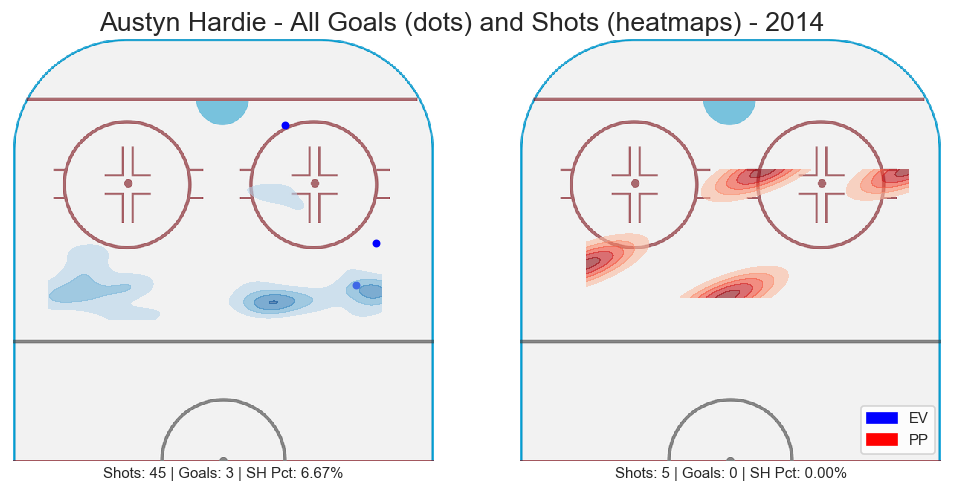 Austyn Hardie - All Goals (dots) and Shots (heatmaps) - 2014
EV
PP
Shots: 45 | Goals: 3 | SH Pct: 6.67%
Shots: 5 | Goals: 0 | SH Pct: 0.00%